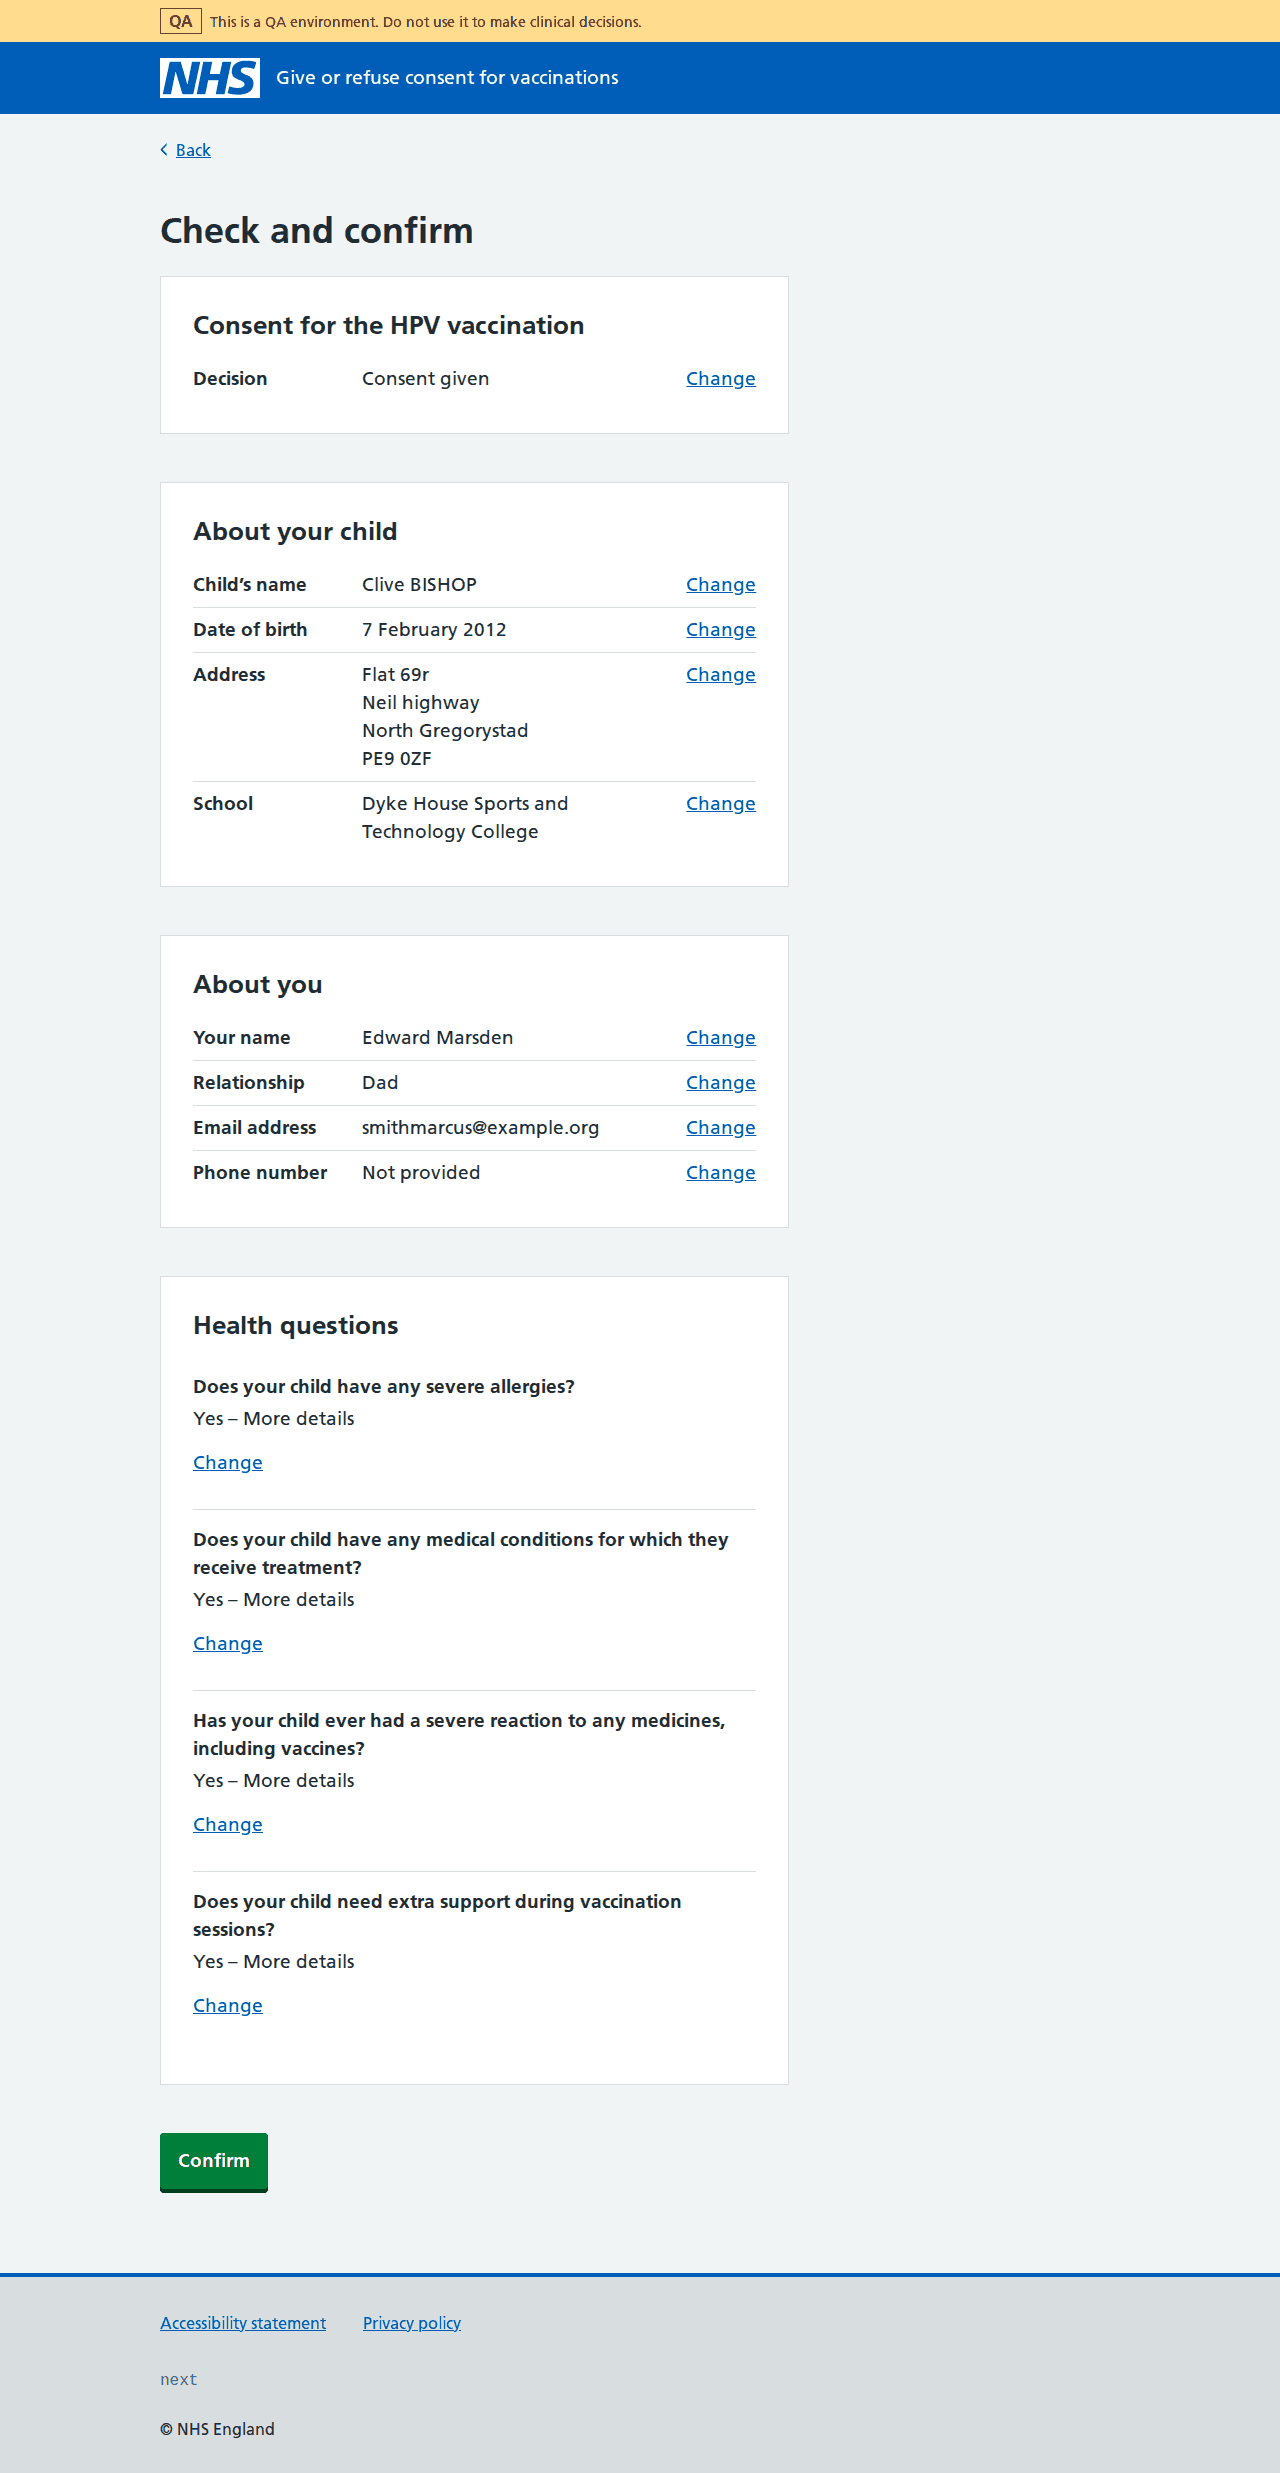 QA This is a QA environment. Do not use it to make clinical decisions.
NHS Give or refuse consent for vaccinations
Back
Check and confirm
Consent for the HPV vaccination
Decision Consent given Change
About your child
Child’s name Clive BISHOP Change
Date of birth 7 February 2012 Change
Address Flat 69r Change
Neil highway
North Gregorystad
PE9 0ZF
School Dyke House Sports and Change
Technology College
About you
Your name Edward Marsden Change
Relationship Dad Change
Email address smithmarcus@example.org Change
Phone number Not provided Change
Health questions
Does your child have any severe allergies?
Yes – More details
Change
Does your child have any medical conditions for which they
receive treatment?
Yes – More details
Change
Has your child ever had a severe reaction to any medicines,
including vaccines?
Yes – More details
Change
Does your child need extra support during vaccination
sessions?
Yes – More details
Change
Confirm
Accessibility statement Privacy policy
next
© NHS England